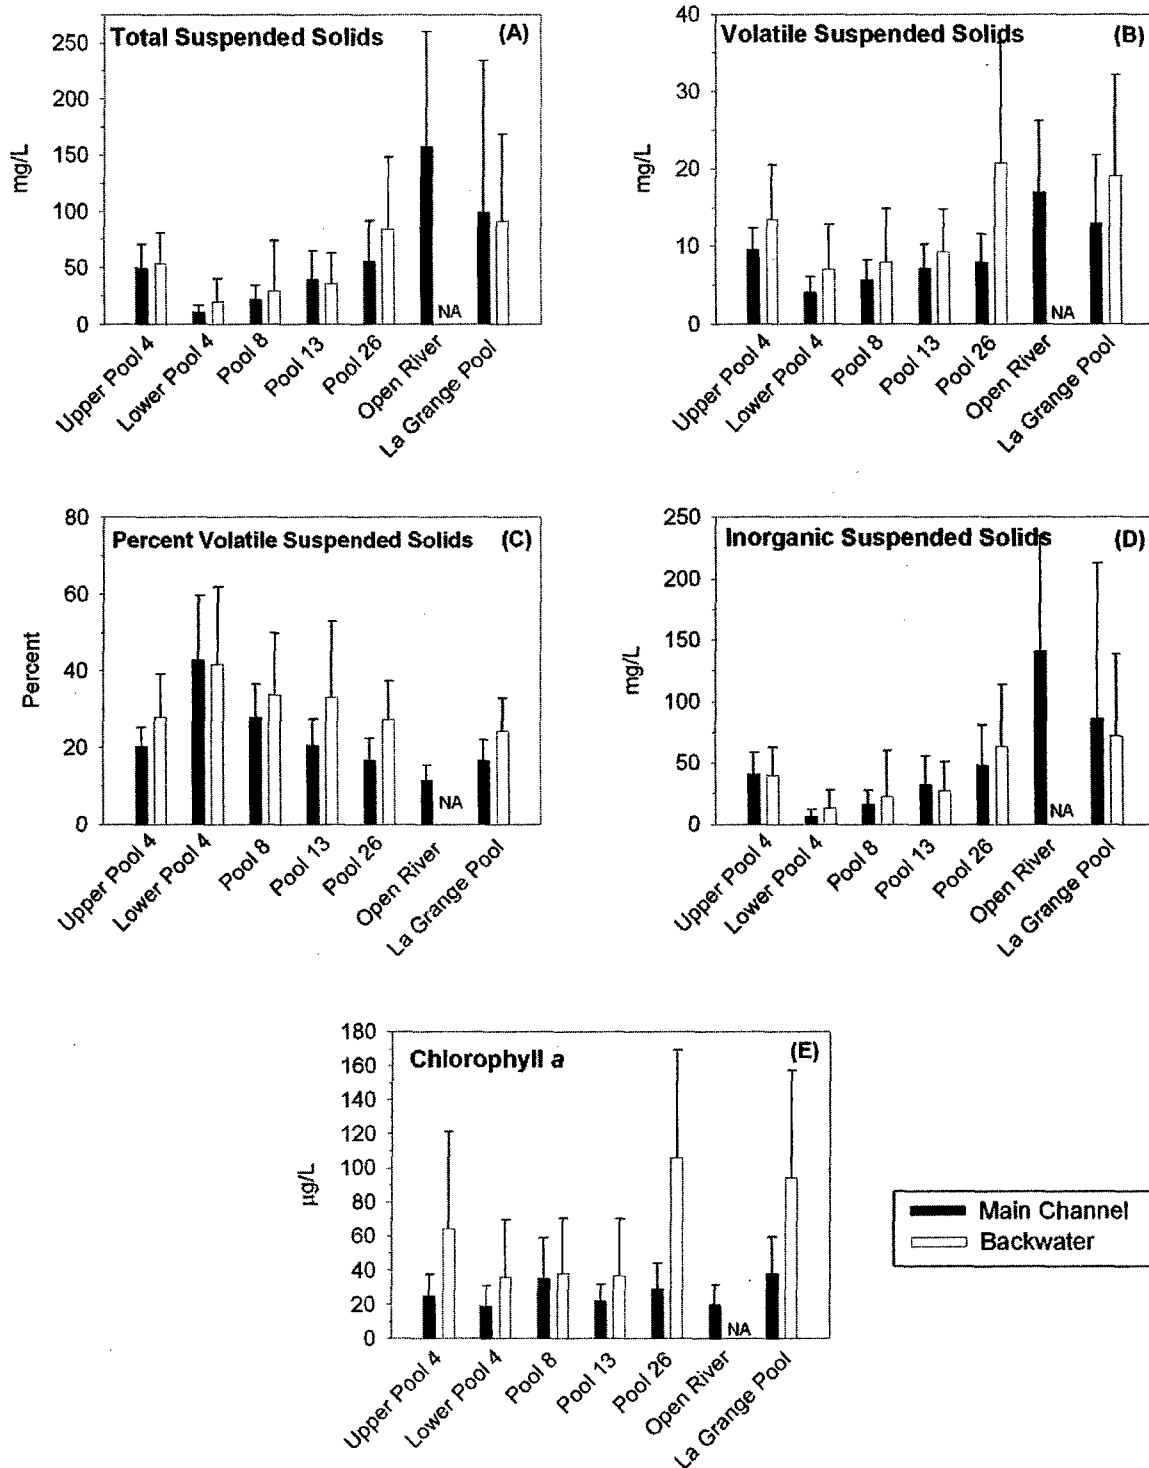 Total Suspended Solids (A)
mg/L
250
200
150
100
50
0
NA
Upper Pool 4
Lower Pool 4
Pool 8
Pool 13
Pool 26
Open River
La Grange Pool
Volatile Suspended Solids (B)
mg/L
40
30
20
10
0
NA
Upper Pool 4
Lower Pool 4
Pool 8
Pool 13
Pool 26
Open River
La Grange Pool
Percent Volatile Suspended Solids (C)
Percent
80
60
40
20
0
NA
Upper Pool 4
Lower Pool 4
Pool 8
Pool 13
Pool 26
Open River
La Grange Pool
Inorganic Suspended Solids (D)
mg/L
250
200
150
100
50
0
NA
Upper Pool 4
Lower Pool 4
Pool 8
Pool 13
Pool 26
Open River
La Grange Pool
Chlorophyll a (E)
µg/L
180
160
140
120
100
80
60
40
20
0
NA
Upper Pool 4
Lower Pool 4
Pool 8
Pool 13
Pool 26
Open River
La Grange Pool
Main Channel
Backwater